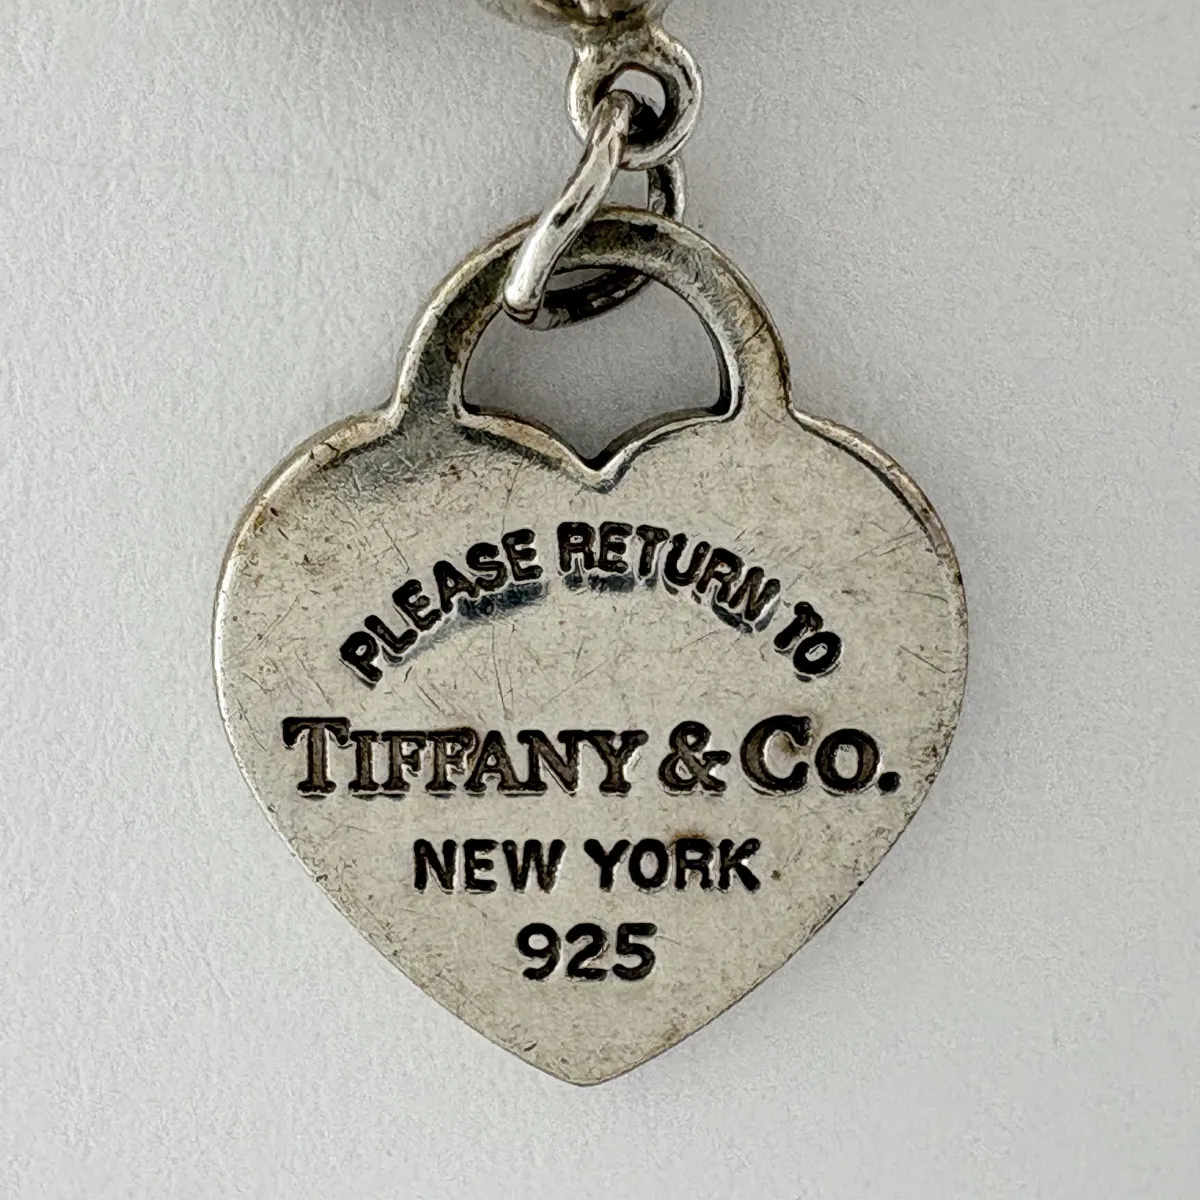 PLEASE RETURN TO
TIFFANY & CO.
NEW YORK
925